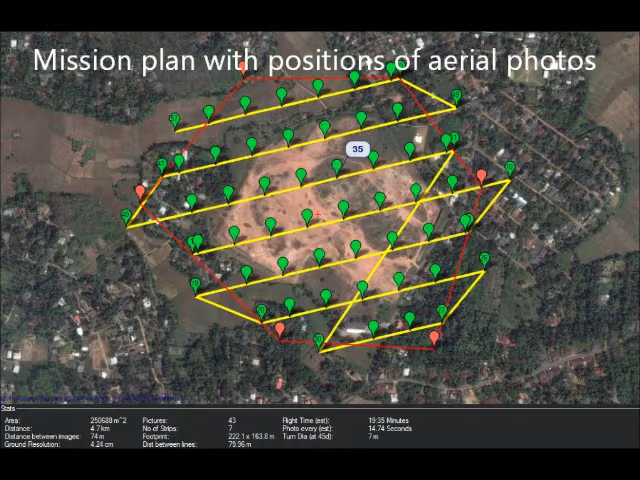 Mission plan with positions of aerial photos
35
Stats
Area: 250688 m^2 Pictures: 43 Flight Time (est): 19:35 Minutes
Distance: 4.7 km No of Strips: 7 Photo every (est): 14.74 Seconds
Distance between images: 74 m Footprint: 222.1 x 163.8 m Turn Dia (at 45d): 7 m
Ground Resolution: 4.24 cm Dist between lines: 79.96 m